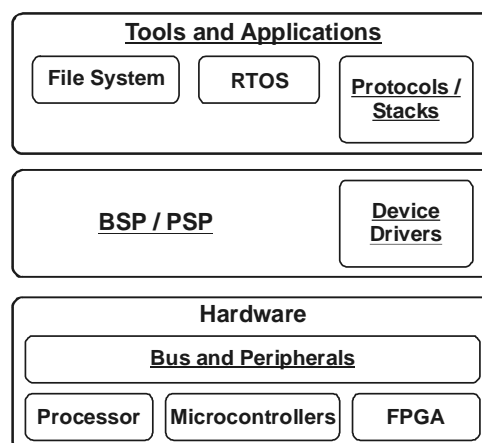 Tools and Applications
File System
RTOS
Protocols /
Stacks
BSP / PSP
Device
Drivers
Hardware
Bus and Peripherals
Processor
Microcontrollers
FPGA